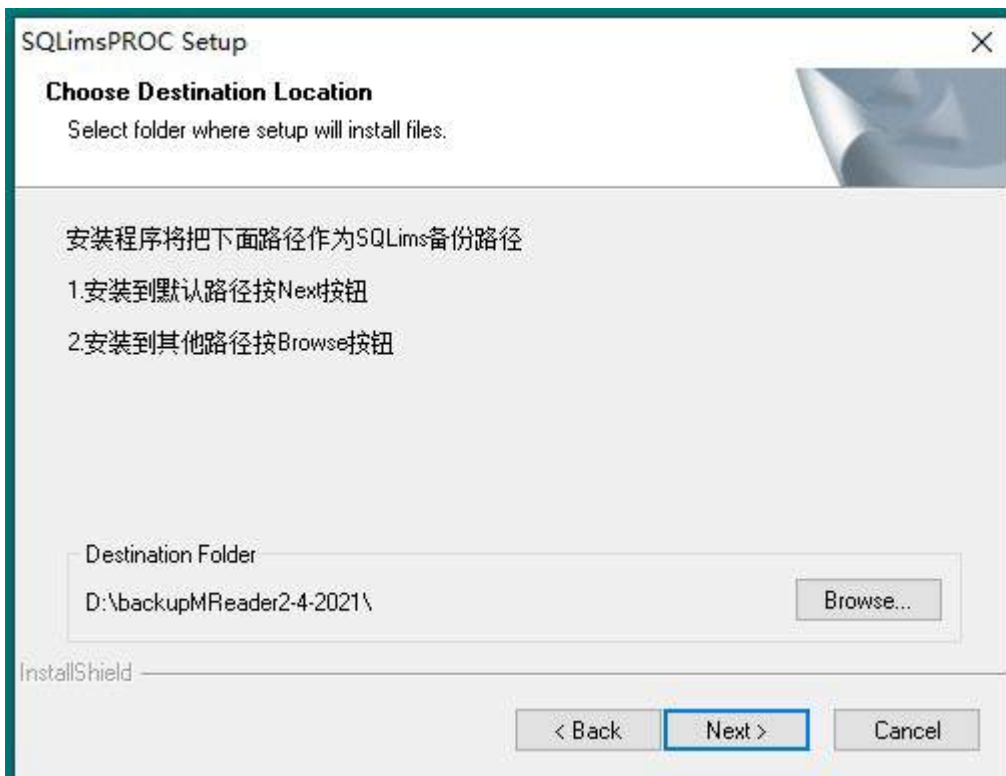 SQLimsPROC Setup
Choose Destination Location
Select folder where setup will install files.
安装程序将把下面路径作为SQLims备份路径
1.安装到默认路径按Next按钮
2.安装到其他路径按Browse按钮
Destination Folder
D:\backupMReader2-4-2021\
Browse...
InstallShield
< Back
Next >
Cancel